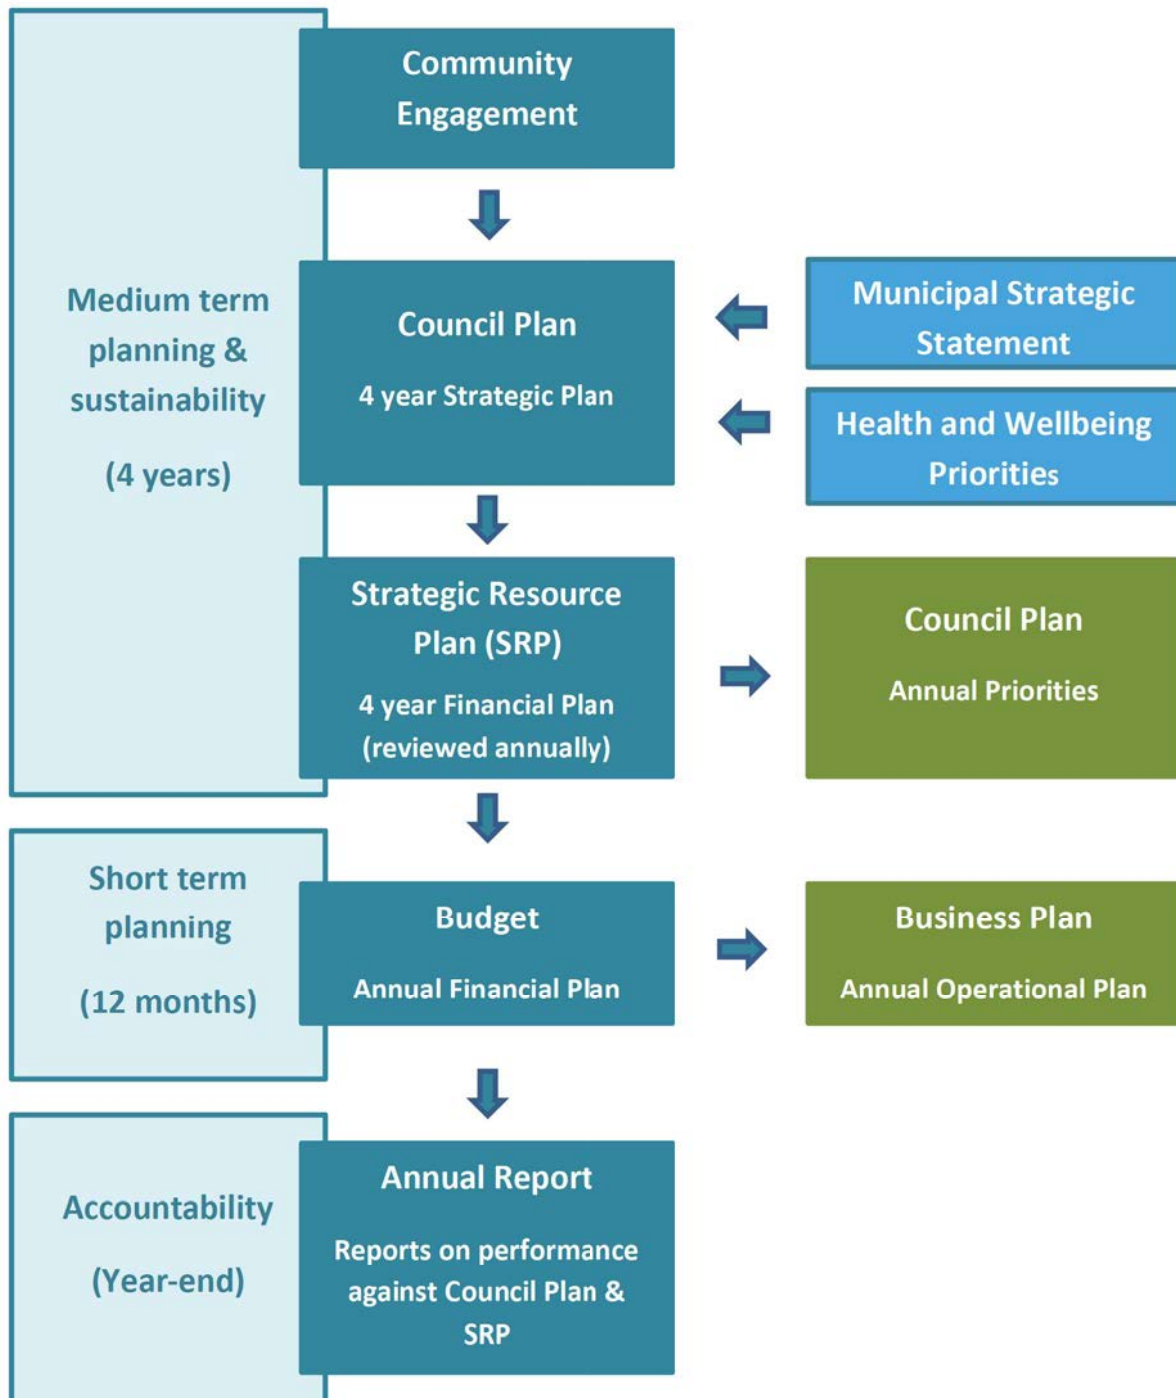 Community
Engagement
Medium term
planning &
sustainability
(4 years)
Council Plan
4 year Strategic Plan
Municipal Strategic
Statement
Health and Wellbeing
Priorities
Strategic Resource
Plan (SRP)
4 year Financial Plan
(reviewed annually)
Council Plan
Annual Priorities
Short term
planning
(12 months)
Budget
Annual Financial Plan
Business Plan
Annual Operational Plan
Accountability
(Year-end)
Annual Report
Reports on performance
against Council Plan &
SRP